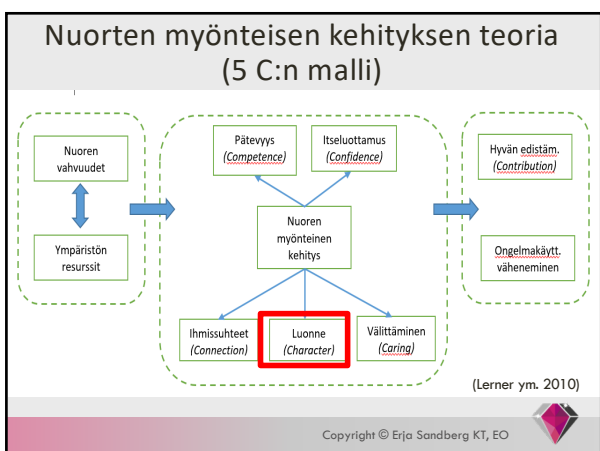 Nuorten myönteisen kehityksen teoria
(5 C:n malli)
Nuoren
vahvuudet
Ympäristön
resurssit
Pätevyys
(Competence)
Itseluottamus
(Confidence)
Nuoren
myönteinen
kehitys
Ihmissuhteet
(Connection)
Luonne
(Character)
Välittäminen
(Caring)
Hyvän edistäm.
(Contribution)
Ongelmakäytt.
väheneminen
(Lerner ym. 2010)
Copyright © Erja Sandberg KT, EO